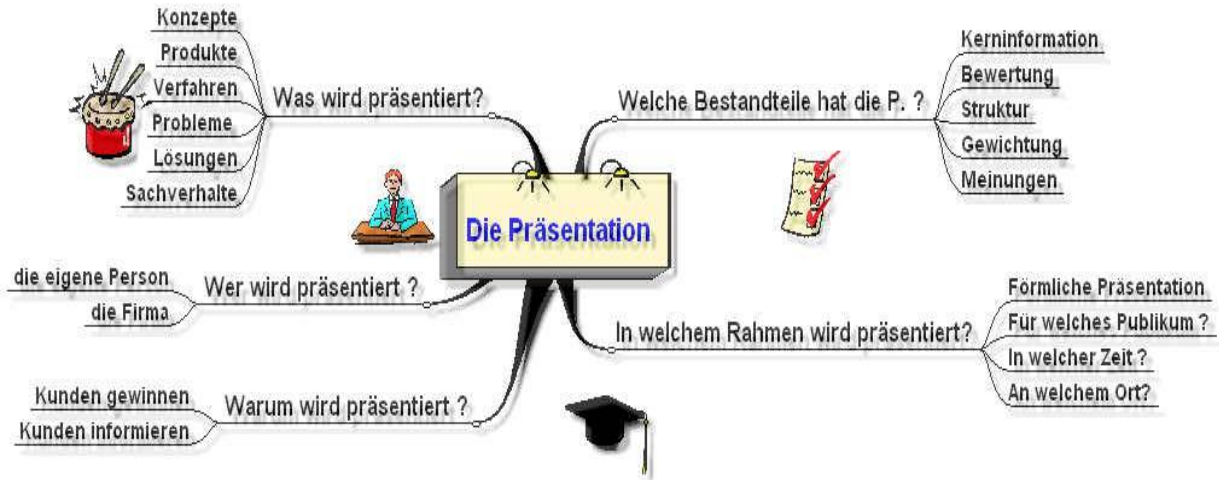 Die Präsentation
Was wird präsentiert?
Konzepte
Produkte
Verfahren
Probleme
Lösungen
Sachverhalte
Welche Bestandteile hat die P. ?
Kerninformation
Bewertung
Struktur
Gewichtung
Meinungen
Wer wird präsentiert ?
die eigene Person
die Firma
In welchem Rahmen wird präsentiert?
Förmliche Präsentation
Für welches Publikum ?
In welcher Zeit ?
An welchem Ort?
Warum wird präsentiert ?
Kunden gewinnen
Kunden informieren